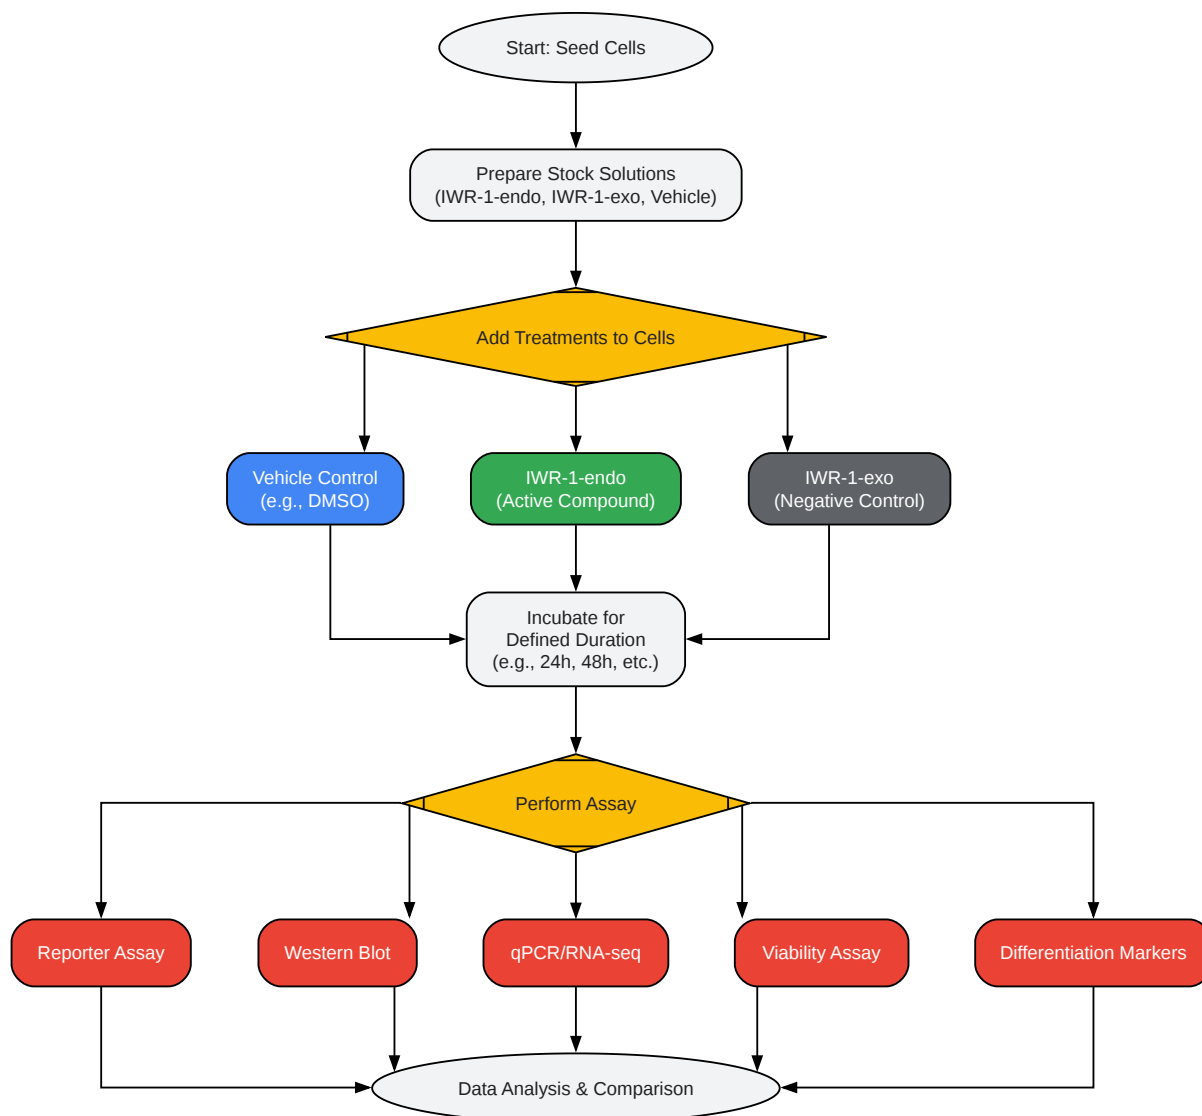 Start: Seed Cells
Prepare Stock Solutions
(IWR-1-endo, IWR-1-exo, Vehicle)
Add Treatments to Cells
Vehicle Control
(e.g., DMSO)
IWR-1-endo
(Active Compound)
IWR-1-exo
(Negative Control)
Incubate for
Defined Duration
(e.g., 24h, 48h, etc.)
Perform Assay
Reporter Assay
Western Blot
qPCR/RNA-seq
Viability Assay
Differentiation Markers
Data Analysis & Comparison